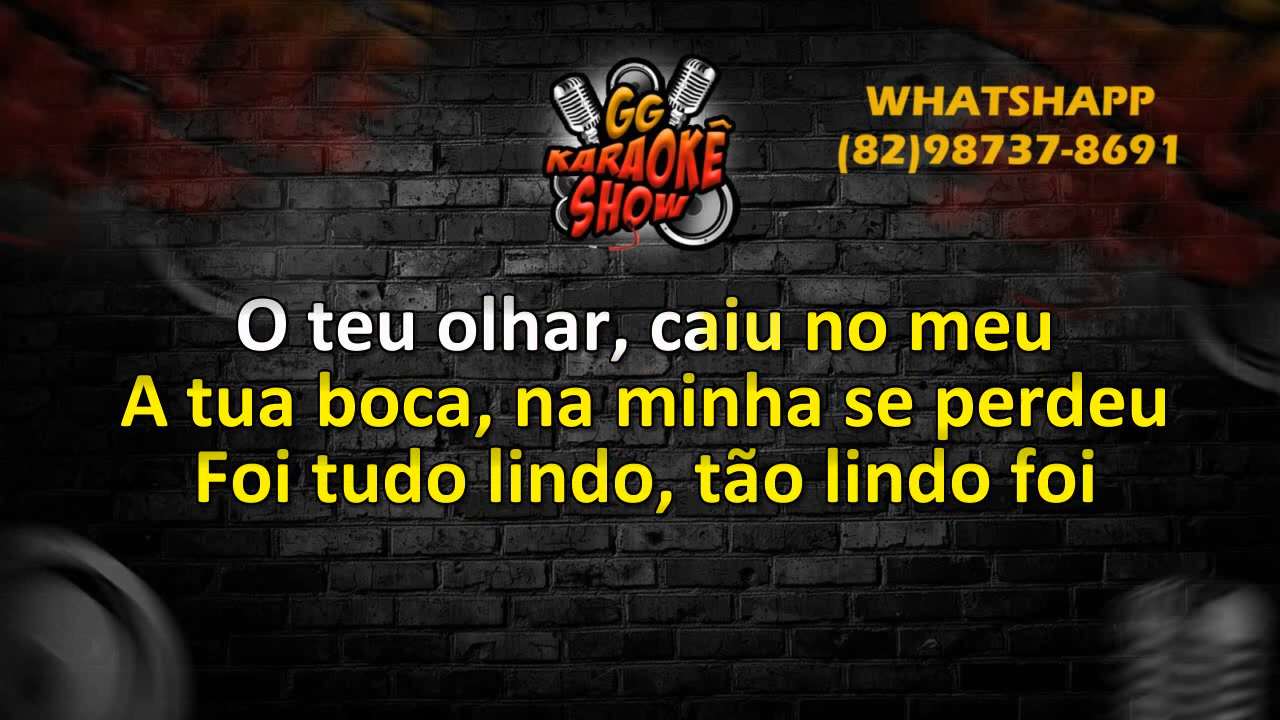 GG
KARAOKÊ
SHOW
WHATSHAPP
(82)98737-8691
O teu olhar, caiu no meu
A tua boca, na minha se perdeu
Foi tudo lindo, tão lindo foi